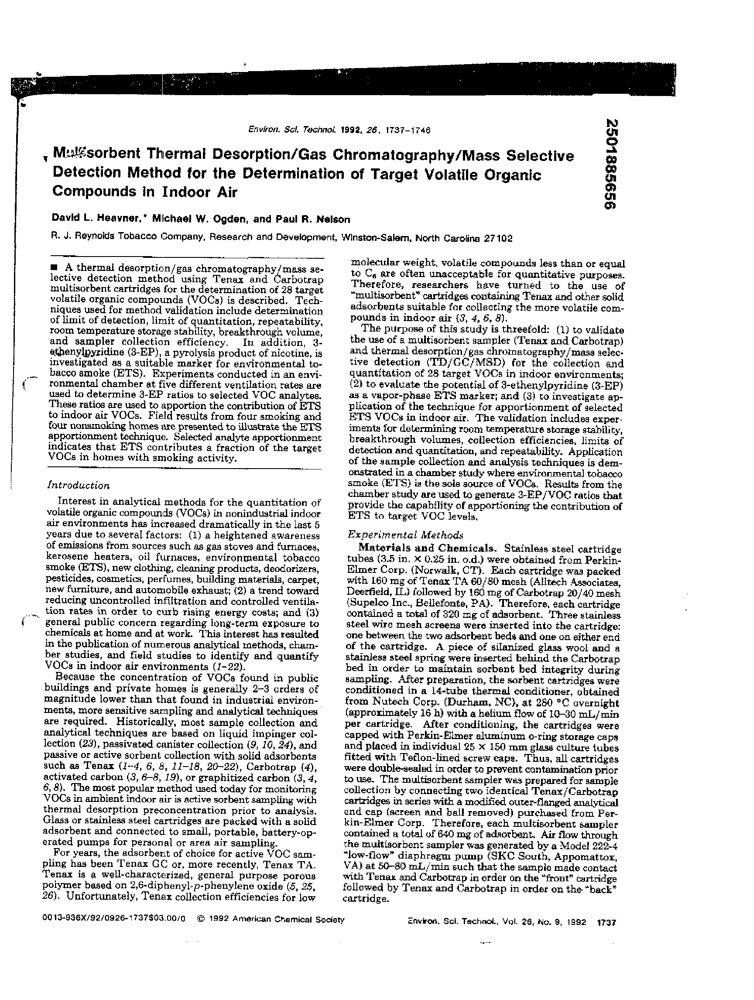 Environ. Sci. Technol. 1992, 26, 1737–1746
2501885656
Multisorbent Thermal Desorption/Gas Chromatography/Mass Selective
Detection Method for the Determination of Target Volatile Organic
Compounds in Indoor Air
David L. Heavner,* Michael W. Ogden, and Paul R. Nelson
R. J. Reynolds Tobacco Company, Research and Development, Winston-Salem, North Carolina 27102
■ A thermal desorption/gas chromatography/mass se-
lective detection method using Tenax and Carbotrap
multisorbent cartridges for the determination of 28 target
volatile organic compounds (VOCs) is described. Tech-
niques used for method validation include determination
of limit of detection, limit of quantitation, repeatability,
room temperature storage stability, breakthrough volume,
and sampler collection efficiency. In addition, 3-
ethenylpyridine (3-EP), a pyrolysis product of nicotine, is
investigated as a suitable marker for environmental to-
bacco smoke (ETS). Experiments conducted in an envi-
ronmental chamber at five different ventilation rates are
used to determine 3-EP ratios to selected VOC analytes.
These ratios are used to apportion the contribution of ETS
to indoor air VOCs. Field results from four smoking and
four nonsmoking homes are presented to illustrate the ETS
apportionment technique. Selected analyte apportionment
indicates that ETS contributes a fraction of the target
VOCs in homes with smoking activity.
Introduction
Interest in analytical methods for the quantitation of
volatile organic compounds (VOCs) in nonindustrial indoor
air environments has increased dramatically in the last 5
years due to several factors: (1) a heightened awareness
of emissions from sources such as gas stoves and furnaces,
kerosene heaters, oil furnaces, environmental tobacco
smoke (ETS), new clothing, cleaning products, deodorizers,
pesticides, cosmetics, perfumes, building materials, carpet,
new furniture, and automobile exhaust; (2) a trend toward
reducing uncontrolled infiltration and controlled ventila-
tion rates in order to curb rising energy costs; and (3)
general public concern regarding long-term exposure to
chemicals at home and at work. This interest has resulted
in the publication of numerous analytical methods, cham-
ber studies, and field studies to identify and quantify
VOCs in indoor air environments (1–22).
Because the concentration of VOCs found in public
buildings and private homes is generally 2–3 orders of
magnitude lower than that found in industrial environ-
ments, more sensitive sampling and analytical techniques
are required. Historically, most sample collection and
analytical techniques are based on liquid impinger col-
lection (23), passivated canister collection (9, 10, 24), and
passive or active sorbent collection with solid adsorbents
such as Tenax (1–4, 6, 8, 11–18, 20–22), Carbotrap (4),
activated carbon (3, 6–8, 19), or graphitized carbon (3, 4,
6, 8). The most popular method used today for monitoring
VOCs in ambient indoor air is active sorbent sampling with
thermal desorption preconcentration prior to analysis.
Glass or stainless steel cartridges are packed with a solid
adsorbent and connected to small, portable, battery-op-
erated pumps for personal or area air sampling.
For years, the adsorbent of choice for active VOC sam-
pling has been Tenax GC or, more recently, Tenax TA.
Tenax is a well-characterized, general purpose porous
polymer based on 2,6-diphenyl-p-phenylene oxide (5, 25,
26). Unfortunately, Tenax collection efficiencies for low
molecular weight, volatile compounds less than or equal
to C6 are often unacceptable for quantitative purposes.
Therefore, researchers have turned to the use of
"multisorbent" cartridges containing Tenax and other solid
adsorbents suitable for collecting the more volatile com-
pounds in indoor air (3, 4, 6, 8).
The purpose of this study is threefold: (1) to validate
the use of a multisorbent sampler (Tenax and Carbotrap)
and thermal desorption/gas chromatography/mass selec-
tive detection (TD/GC/MSD) for the collection and
quantitation of 28 target VOCs in indoor environments;
(2) to evaluate the potential of 3-ethenylpyridine (3-EP)
as a vapor-phase ETS marker; and (3) to investigate ap-
plication of the technique for apportionment of selected
ETS VOCs in indoor air. The validation includes exper-
iments for determining room temperature storage stability,
breakthrough volumes, collection efficiencies, limits of
detection and quantitation, and repeatability. Application
of the sample collection and analysis techniques is dem-
onstrated in a chamber study where environmental tobacco
smoke (ETS) is the sole source of VOCs. Results from the
chamber study are used to generate 3-EP/VOC ratios that
provide the capability of apportioning the contribution of
ETS to target VOC levels.
Experimental Methods
Materials and Chemicals. Stainless steel cartridge
tubes (3.5 in. × 0.25 in. o.d.) were obtained from Perkin-
Elmer Corp. (Norwalk, CT). Each cartridge was packed
with 160 mg of Tenax TA 60/80 mesh (Alltech Associates,
Deerfield, IL) followed by 160 mg of Carbotrap 20/40 mesh
(Supelco Inc., Bellefonte, PA). Therefore, each cartridge
contained a total of 320 mg of adsorbent. Three stainless
steel wire mesh screens were inserted into the cartridge:
one between the two adsorbent beds and one on either end
of the cartridge. A piece of silanized glass wool and a
stainless steel spring were inserted behind the Carbotrap
bed in order to maintain sorbent bed integrity during
sampling. After preparation, the sorbent cartridges were
conditioned in a 14-tube thermal conditioner, obtained
from Nutech Corp. (Durham, NC), at 280 °C overnight
(approximately 16 h) with a helium flow of 10–30 mL/min
per cartridge. After conditioning, the cartridges were
capped with Perkin-Elmer aluminum o-ring storage caps
and placed in individual 25 × 150 mm glass culture tubes
fitted with Teflon-lined screw caps. Thus, all cartridges
were double-sealed in order to prevent contamination prior
to use. The multisorbent sampler was prepared for sample
collection by connecting two identical Tenax/Carbotrap
cartridges in series with a modified outer-flanged analytical
end cap (screen and ball removed) purchased from Per-
kin-Elmer Corp. Therefore, each multisorbent sampler
contained a total of 640 mg of adsorbent. Air flow through
the multisorbent sampler was generated by a Model 222-4
"low-flow" diaphragm pump (SKC South, Appomattox,
VA) at 50–80 mL/min such that the sample made contact
with Tenax and Carbotrap in order on the "front" cartridge
followed by Tenax and Carbotrap in order on the "back"
cartridge.
0013-936X/92/0926-1737$03.00/0 © 1992 American Chemical Society
Environ. Sci. Technol., Vol. 26, No. 9, 1992 1737